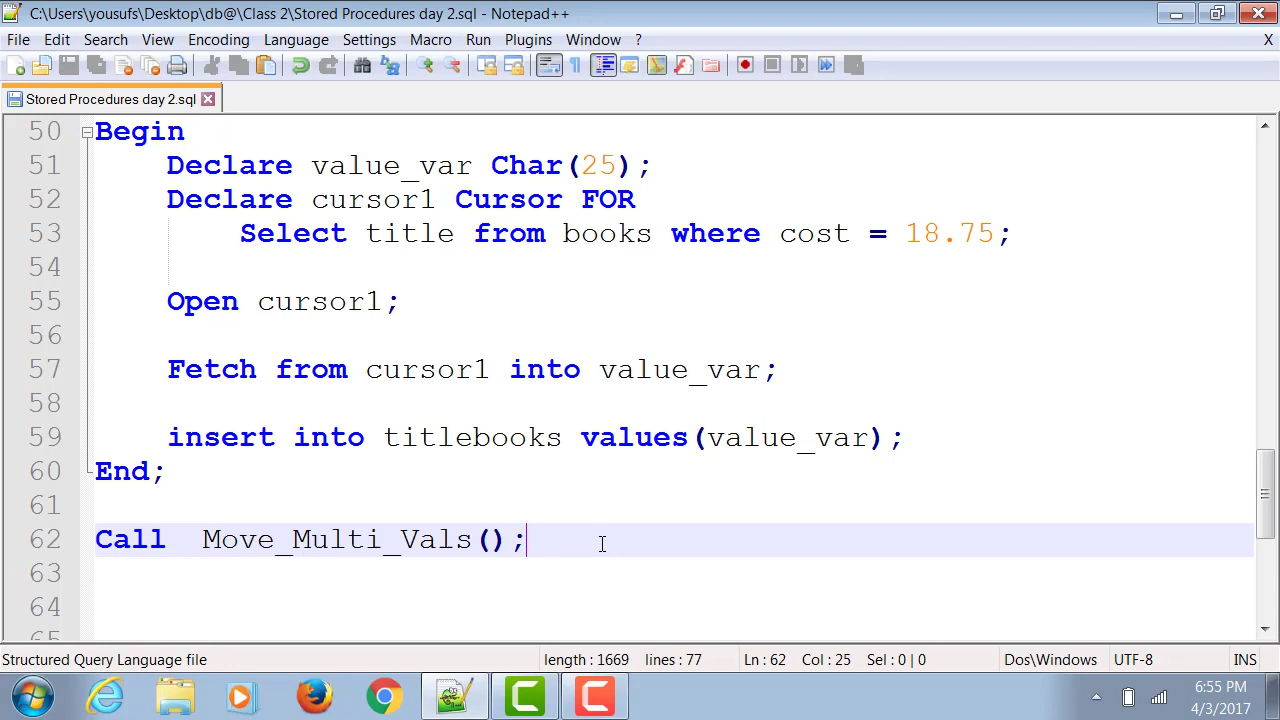 C:\Users\yousufs\Desktop\db@\Class 2\Stored Procedures day 2.sql - Notepad++
File Edit Search View Encoding Language Settings Macro Run Plugins Window ? X
Stored Procedures day 2.sql
50 Begin
51 Declare value_var Char(25);
52 Declare cursor1 Cursor FOR
53 Select title from books where cost = 18.75;
54
55 Open cursor1;
56
57 Fetch from cursor1 into value_var;
58
59 insert into titlebooks values(value_var);
60 End;
61
62 Call  Move_Multi_Vals();
63
64
65
Structured Query Language file length : 1669 lines : 77 Ln : 62 Col : 25 Sel : 0 | 0 Dos\Windows UTF-8 INS
6:55 PM
4/3/2017